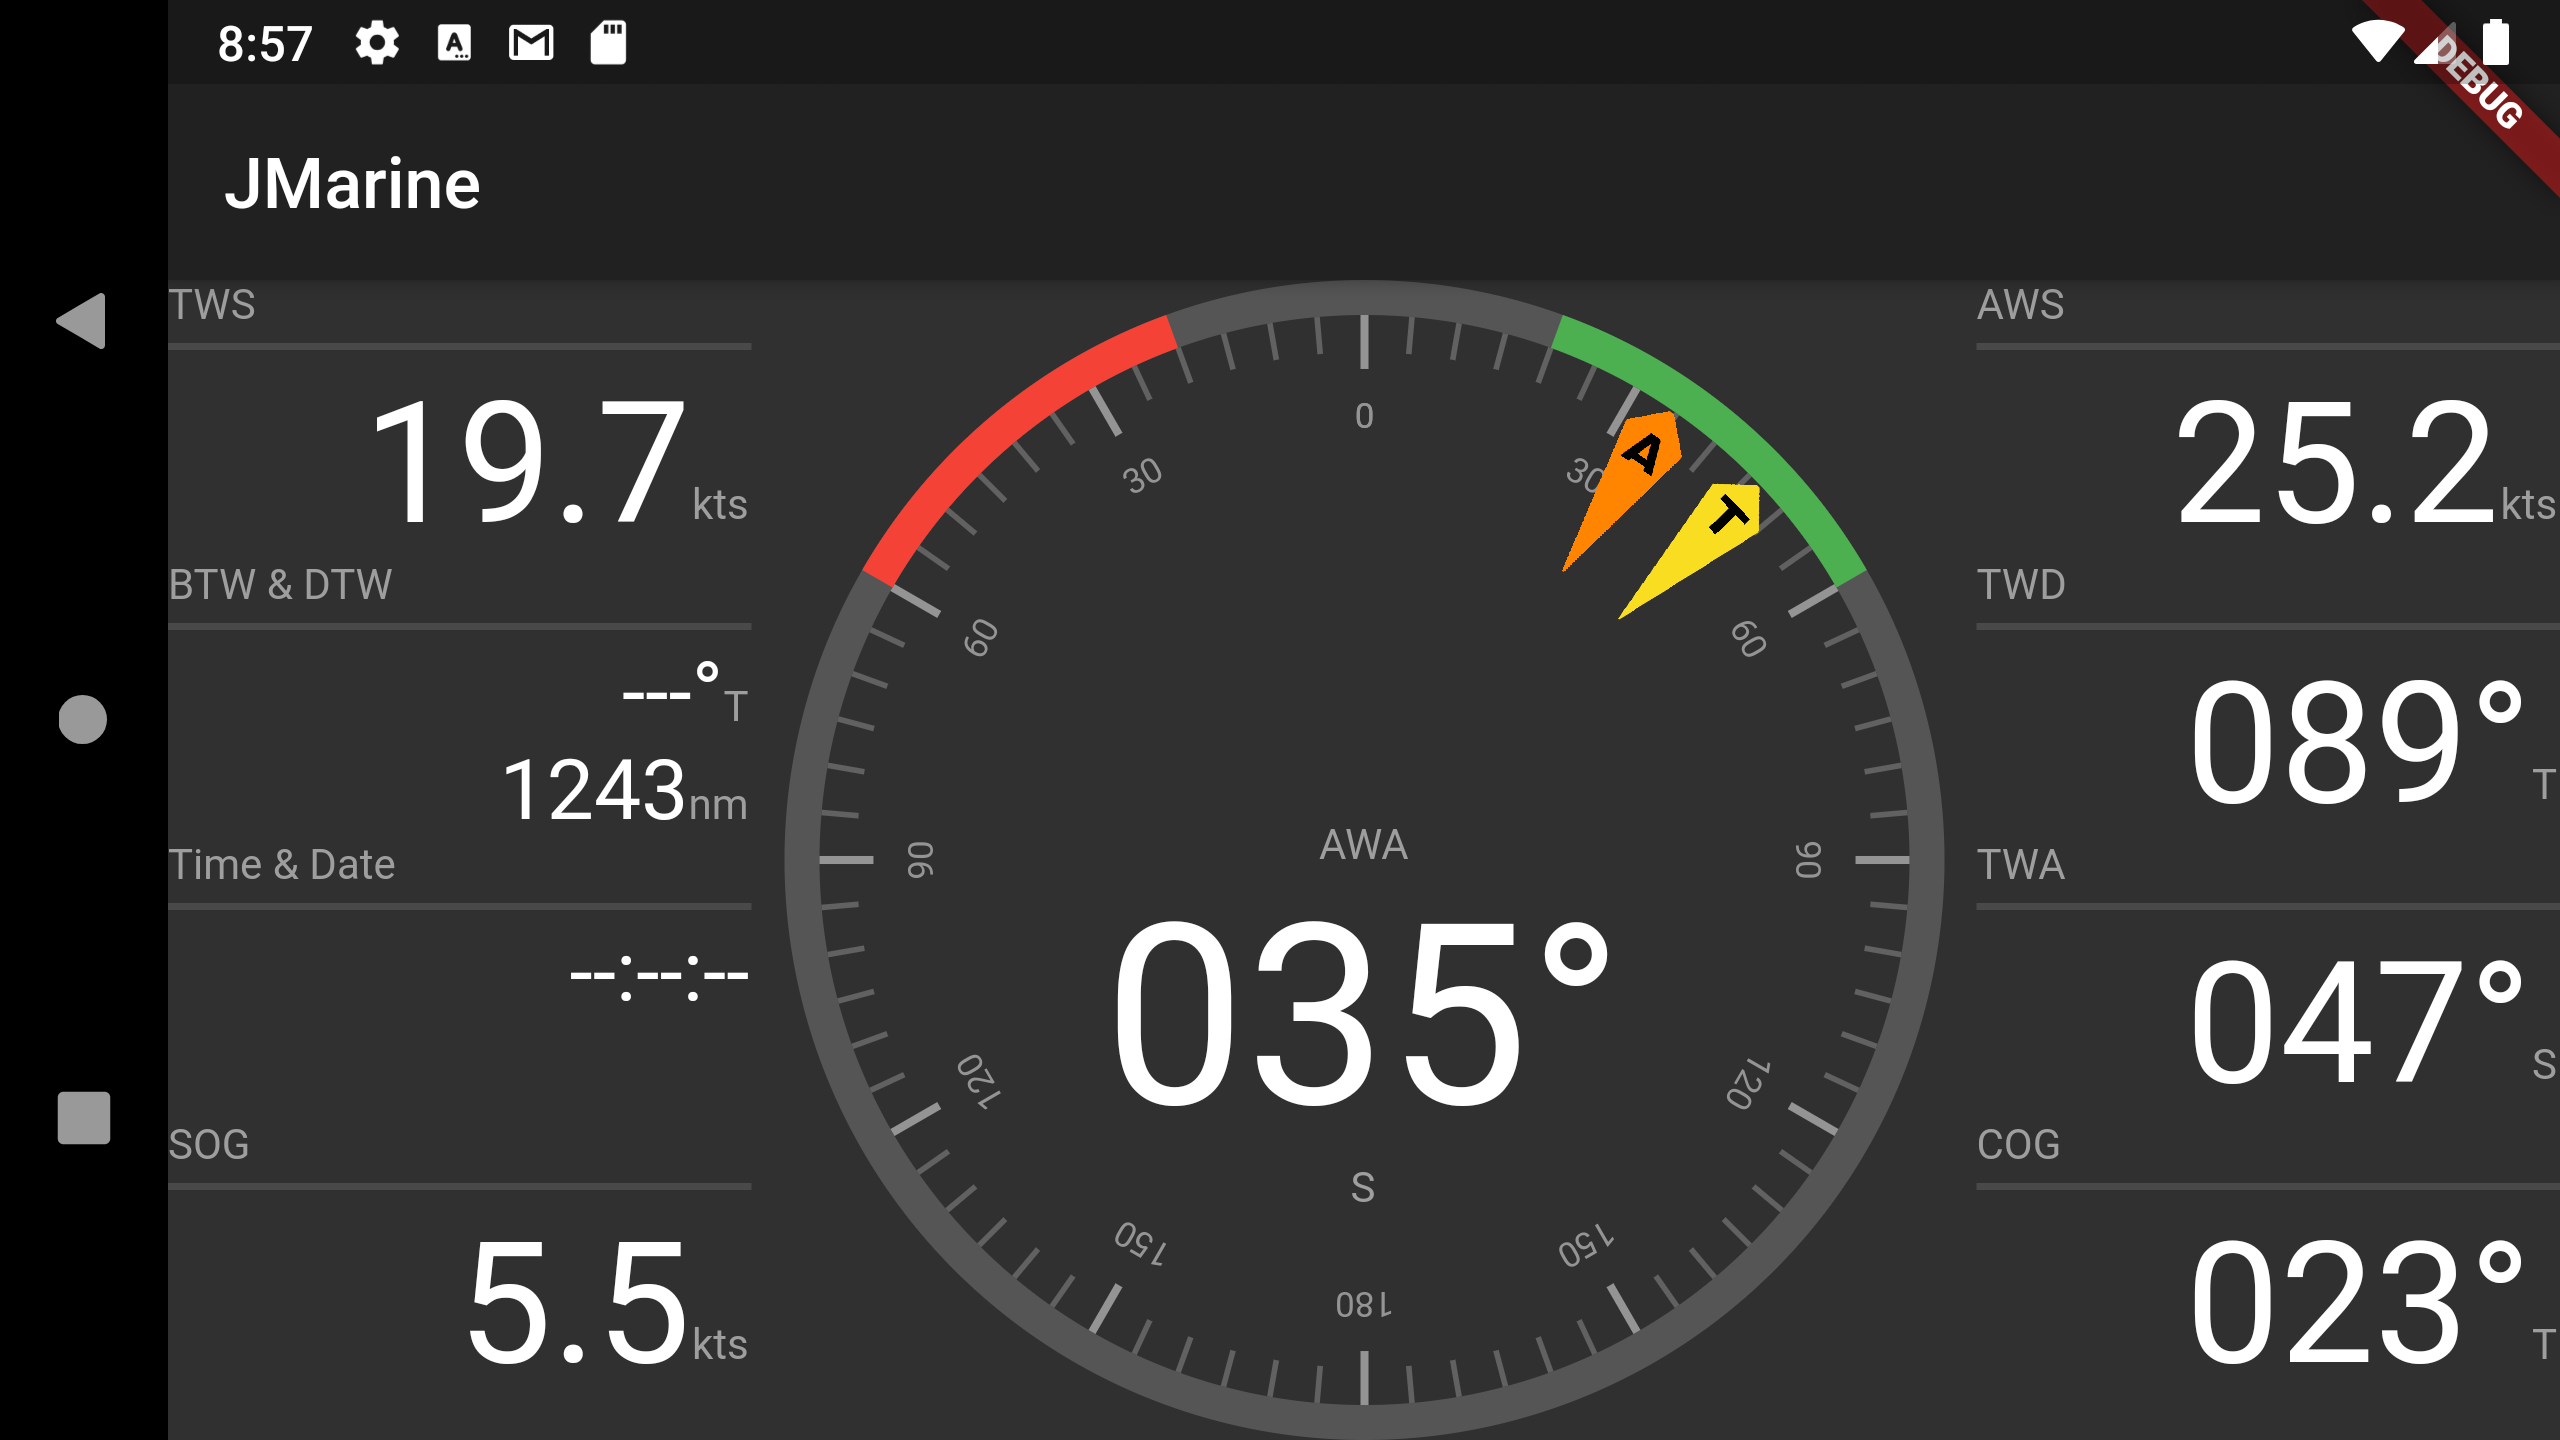 8:57
DEBUG
JMarine
TWS
19.7 kts
BTW & DTW
---° T
1243 nm
Time & Date
--:--:--
SOG
5.5 kts
0
30
30
60
60
90
90
120
120
150
150
180
A
T
AWA
035°
S
AWS
25.2 kts
TWD
089° T
TWA
047° S
COG
023° T